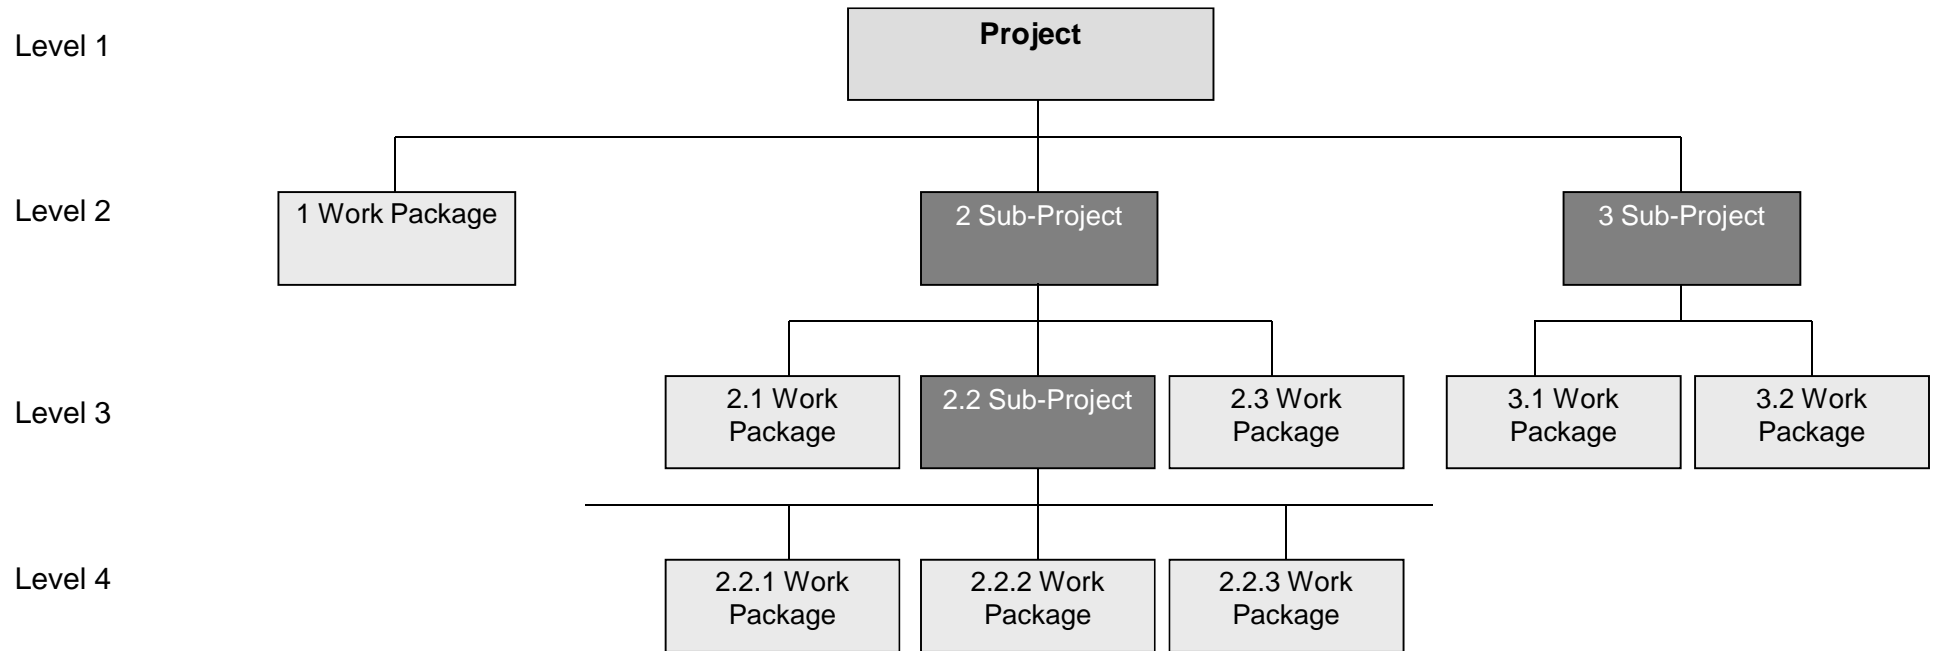 Level 1
Project
Level 2
1 Work Package
2 Sub-Project
3 Sub-Project
Level 3
2.1 Work
Package
2.2 Sub-Project
2.3 Work
Package
3.1 Work
Package
3.2 Work
Package
Level 4
2.2.1 Work
Package
2.2.2 Work
Package
2.2.3 Work
Package